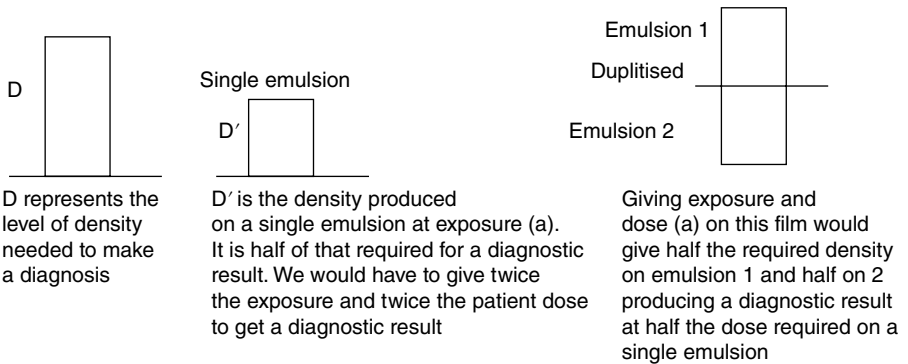 D
D represents the
level of density
needed to make
a diagnosis
Single emulsion
D′
D′ is the density produced
on a single emulsion at exposure (a).
It is half of that required for a diagnostic
result. We would have to give twice
the exposure and twice the patient dose
to get a diagnostic result
Emulsion 1
Duplitised
Emulsion 2
Giving exposure and
dose (a) on this film would
give half the required density
on emulsion 1 and half on 2
producing a diagnostic result
at half the dose required on a
single emulsion